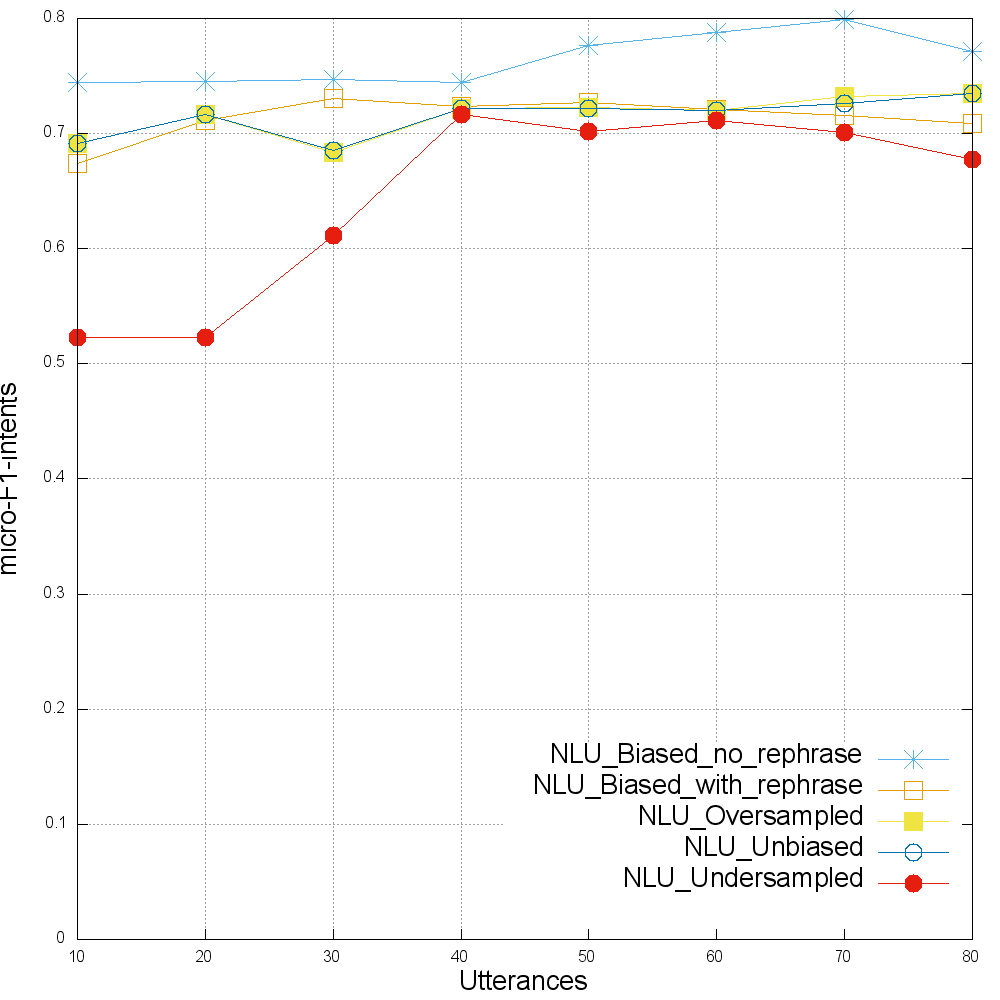 0.8
0.7
0.6
0.5
0.4
0.3
0.2
0.1
0
micro-F1-intents
NLU_Biased_no_rephrase
NLU_Biased_with_rephrase
NLU_Oversampled
NLU_Unbiased
NLU_Undersampled
10 20 30 40 50 60 70 80
Utterances